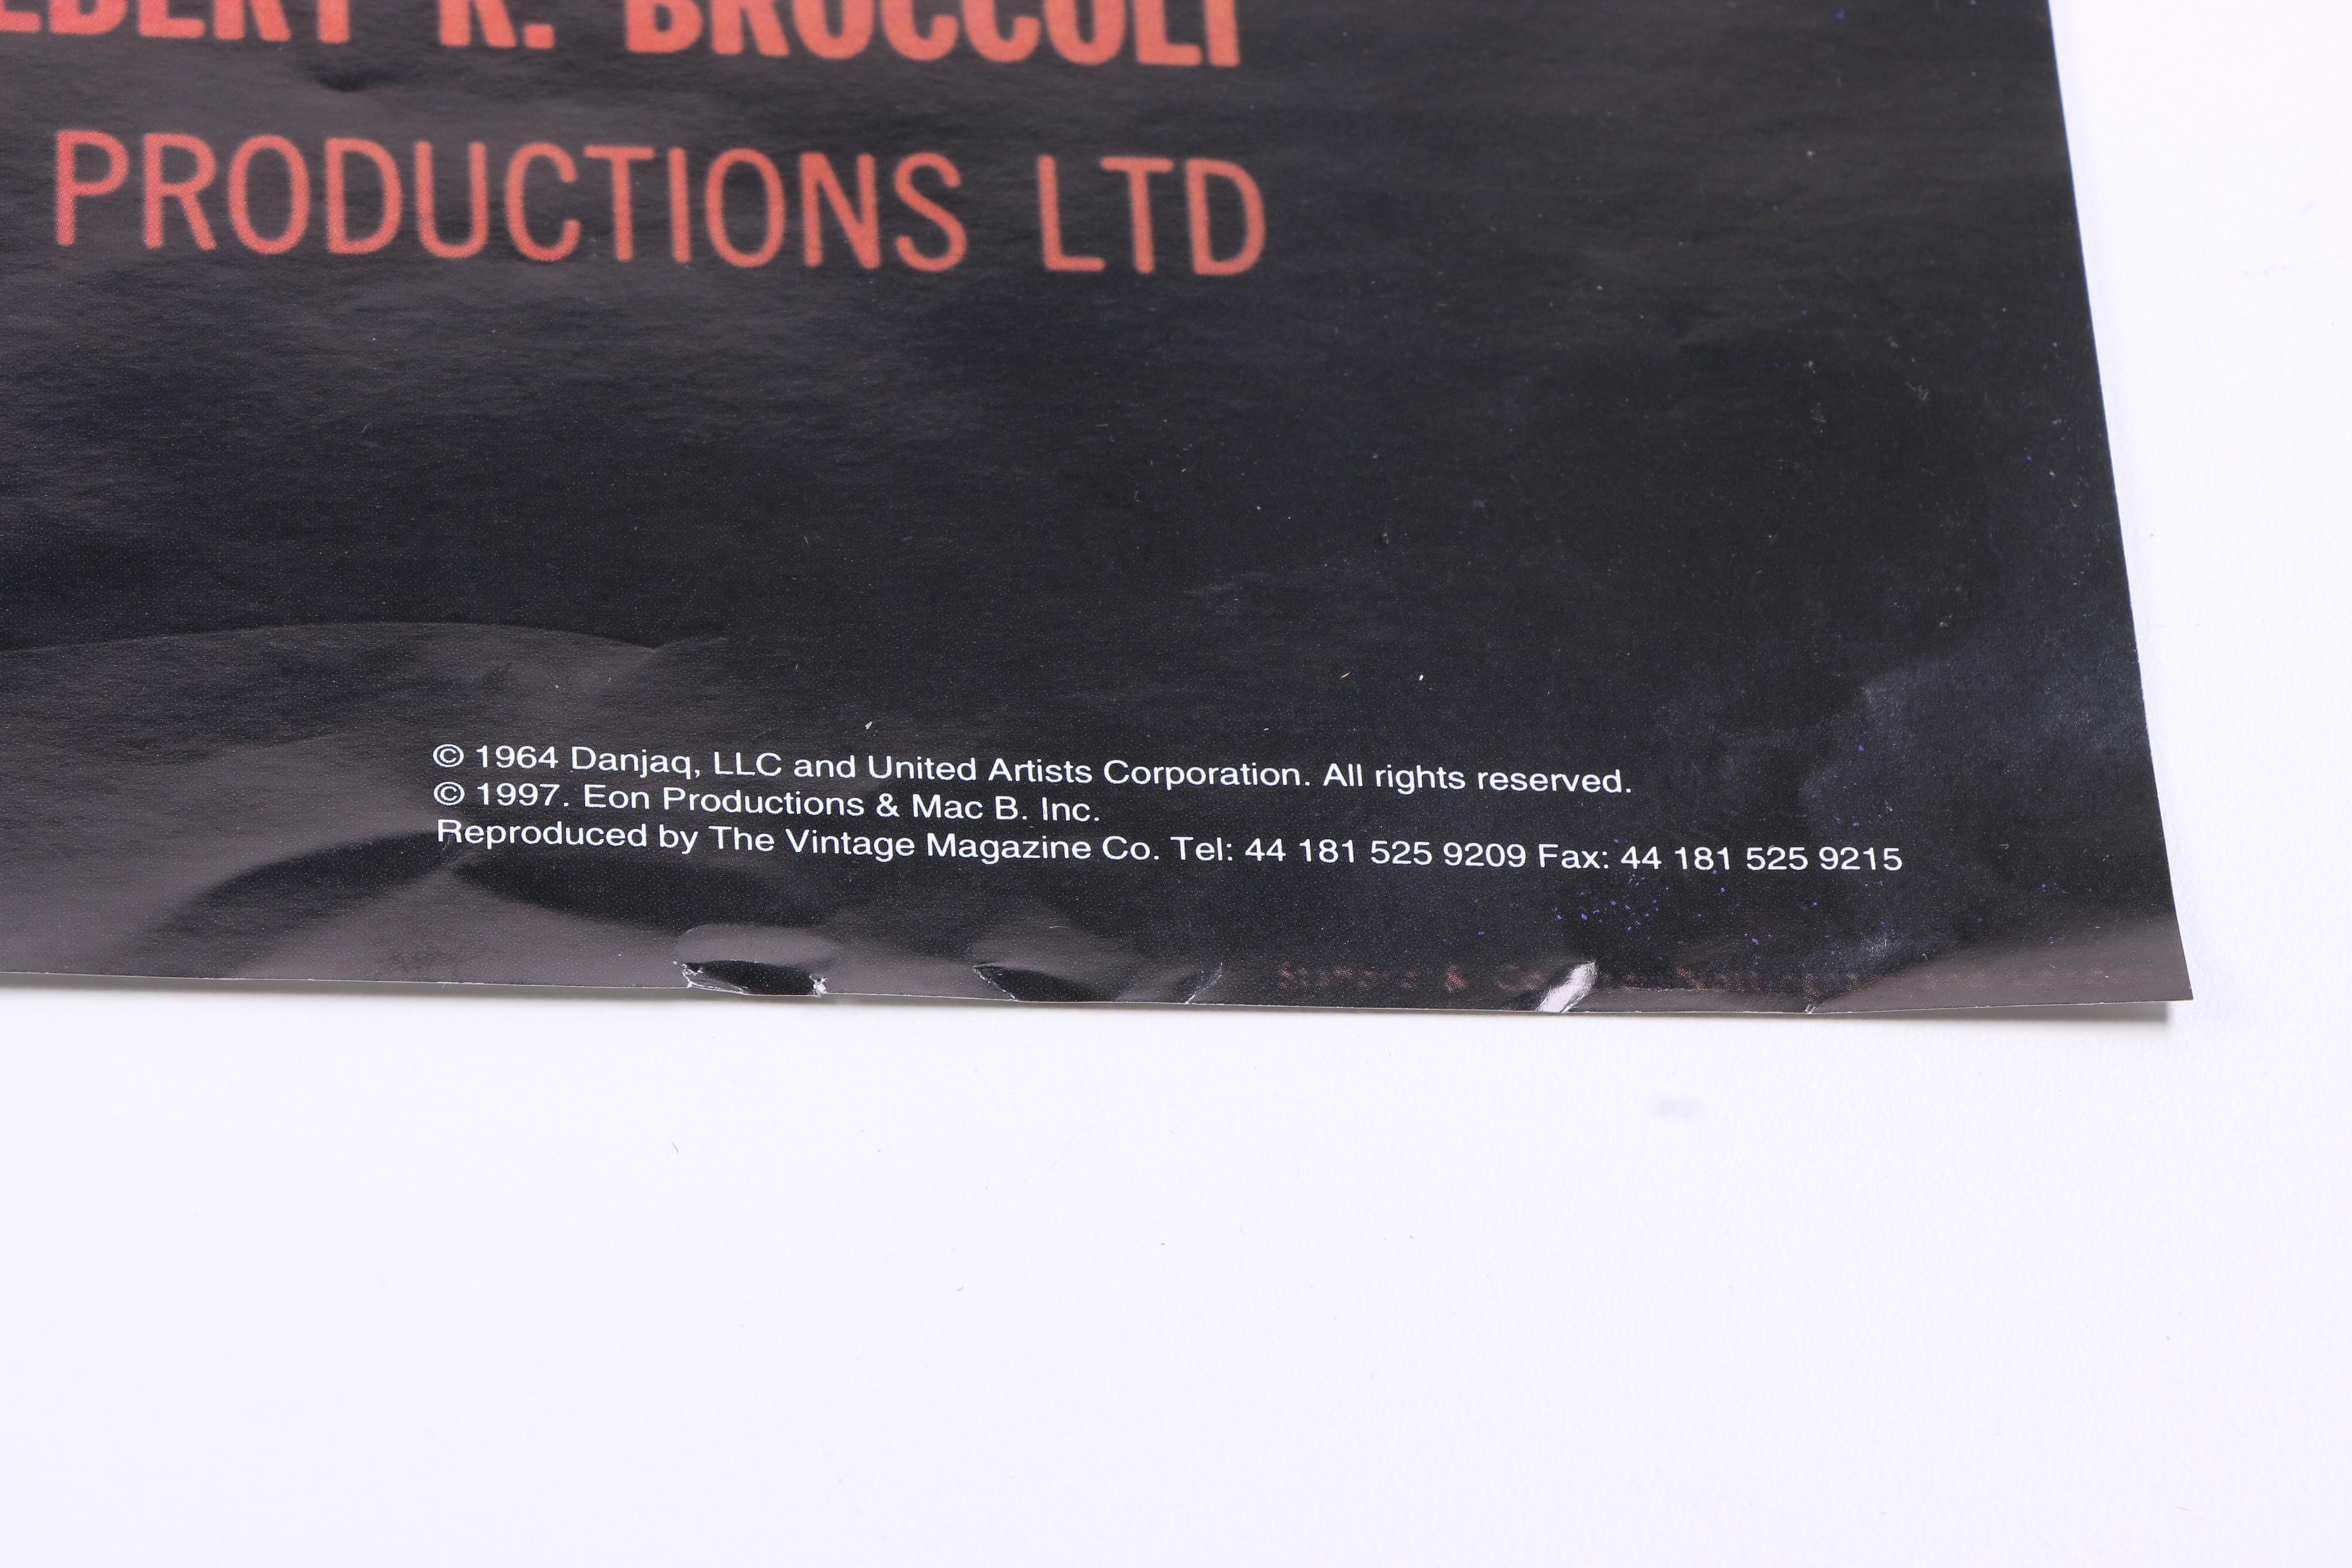 LBERT R. BROCCOLI
PRODUCTIONS LTD
© 1964 Danjaq, LLC and United Artists Corporation. All rights reserved.
© 1997. Eon Productions & Mac B. Inc.
Reproduced by The Vintage Magazine Co. Tel: 44 181 525 9209 Fax: 44 181 525 9215